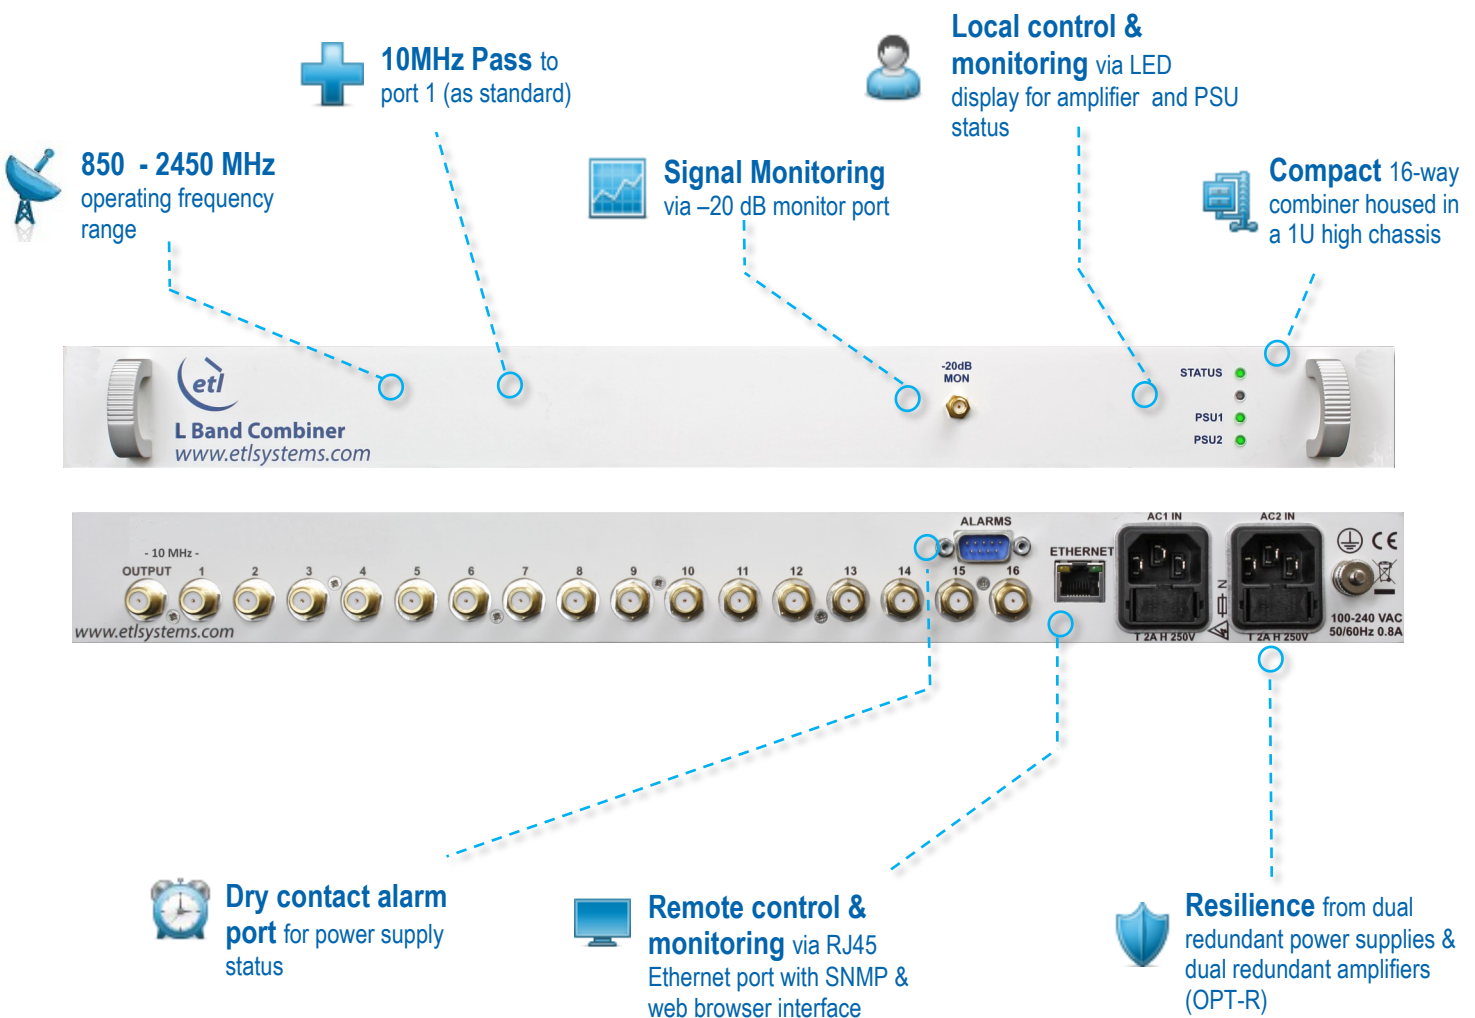 Local control &
monitoring via LED
display for amplifier and PSU
status
10MHz Pass to
port 1 (as standard)
850 - 2450 MHz
operating frequency
range
Signal Monitoring
via –20 dB monitor port
Compact 16-way
combiner housed in
a 1U high chassis
etl
L Band Combiner
www.etlsystems.com
-20dB
MON
STATUS
PSU1
PSU2
- 10 MHz -
OUTPUT 1 2 3 4 5 6 7 8 9 10 11 12 13 14 15 16
www.etlsystems.com
ALARMS
ETHERNET
AC1 IN
T 2A H 250V
N
AC2 IN
T 2A H 250V
CE
100-240 VAC
50/60Hz 0.8A
Dry contact alarm
port for power supply
status
Remote control &
monitoring via RJ45
Ethernet port with SNMP &
web browser interface
Resilience from dual
redundant power supplies &
dual redundant amplifiers
(OPT-R)